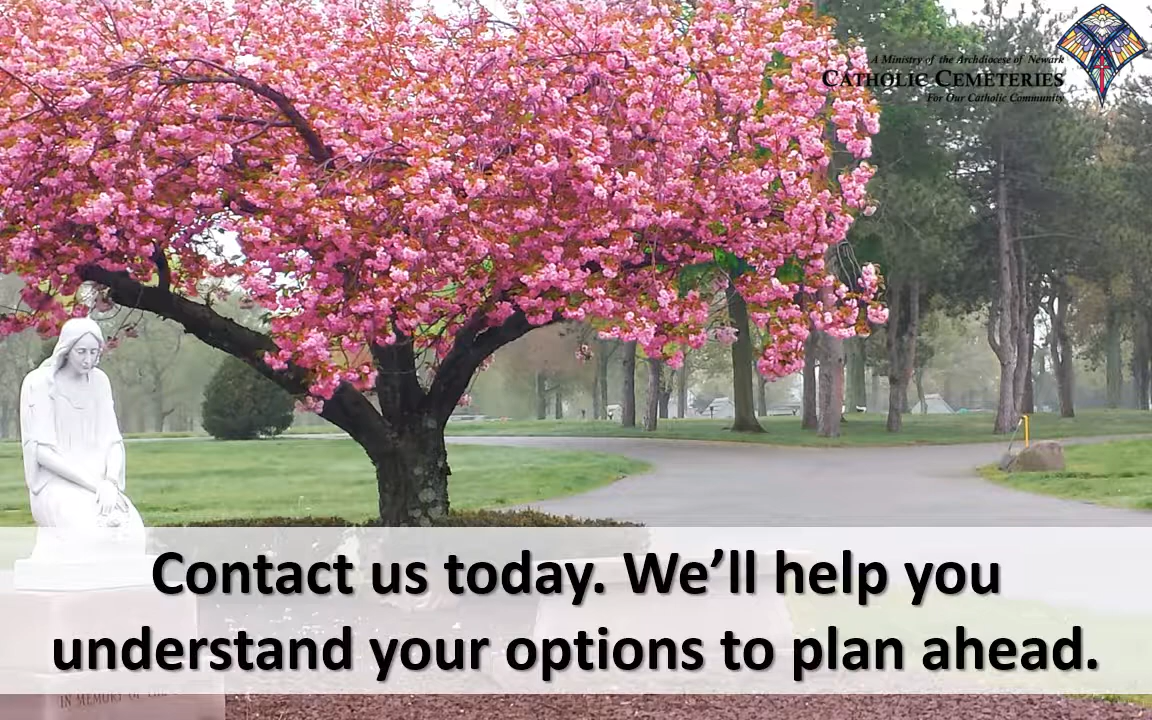 A Ministry of the Archdiocese of Newark
CATHOLIC CEMETERIES
For Our Catholic Community
Contact us today. We’ll help you
understand your options to plan ahead.
IN MEMORY OF THE